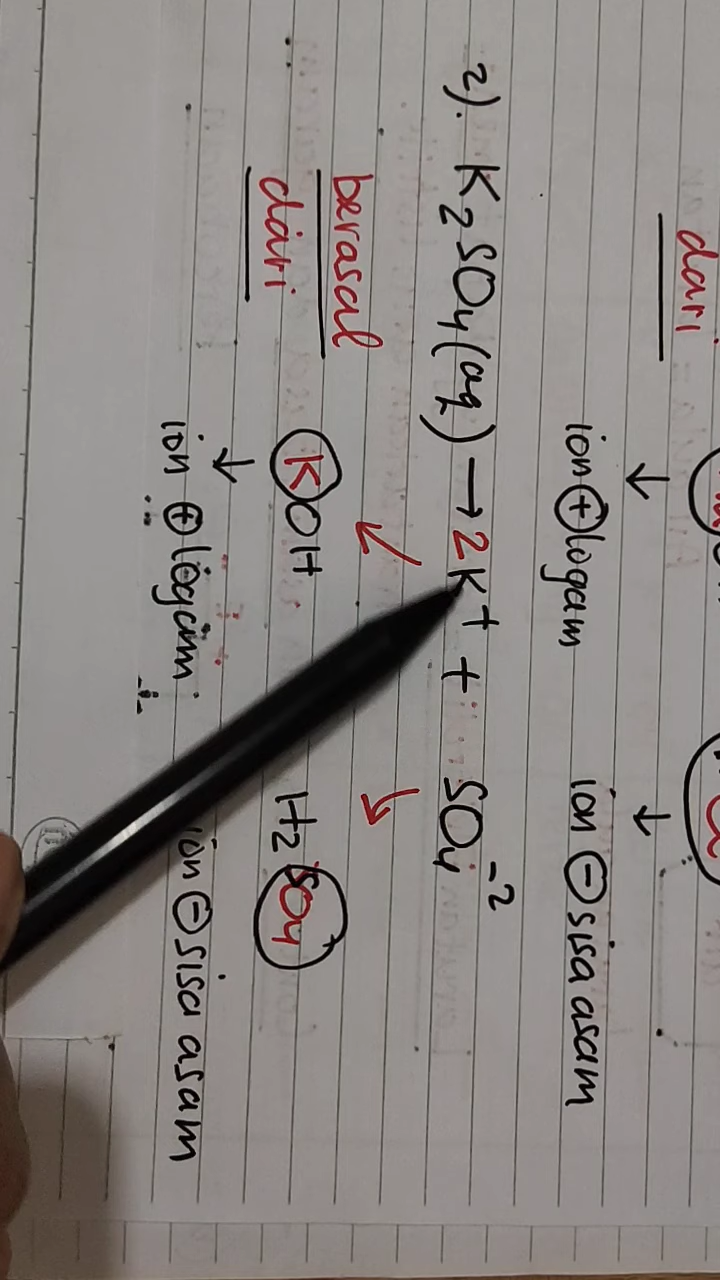 dari
↓ ↓
ion ⊕ logam ion ⊖ sisa asam
2). K₂SO₄(aq) → 2K⁺ + SO₄⁻²
berasal ↙ ↘
dari KOH H₂SO₄
↓
ion ⊕ logam ion ⊖ sisa asam